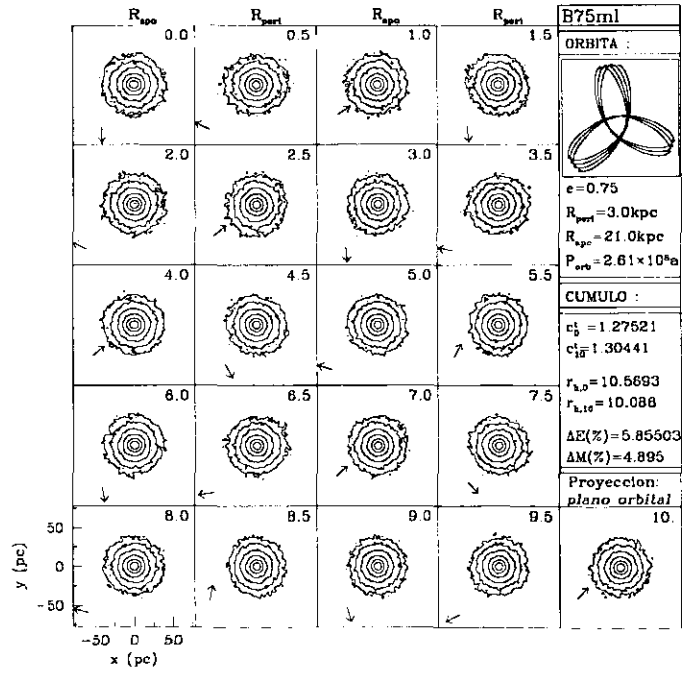 R_apo R_peri R_apo R_peri B75ml
0.0 0.5 1.0 1.5
ORBITA :
2.0 2.5 3.0 3.5
e=0.75
R_peri=3.0kpc
R_apo=21.0kpc
P_orb=2.61×10⁸a
4.0 4.5 5.0 5.5
CUMULO :
c^t_0 =1.27521
c^t_10=1.30441
r_h,0=10.5693
r_h,10=10.088
6.0 6.5 7.0 7.5
ΔE(%)=5.85503
ΔM(%)=4.895
Proyeccion:
plano orbital
8.0 8.5 9.0 9.5 10.
50
0
-50
y (pc)
-50 0 50
x (pc)